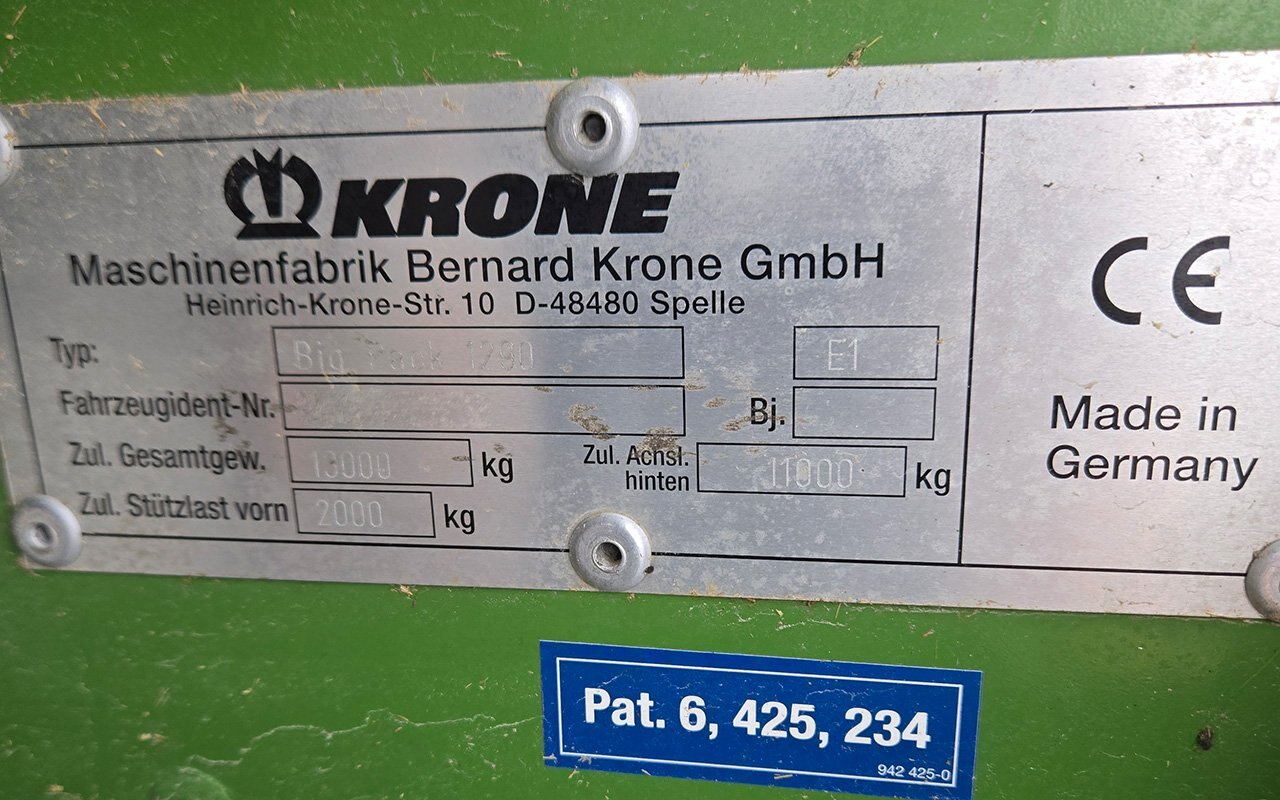 KRONE
Maschinenfabrik Bernard Krone GmbH
Heinrich-Krone-Str. 10 D-48480 Spelle
Typ: Big Pack 1290 E1
Fahrzeugident-Nr. Bj.
Zul. Gesamtgew. 13000 kg Zul. Achsl. hinten 11000 kg
Zul. Stützlast vorn 2000 kg
CE
Made in
Germany
Pat. 6, 425, 234
942 425-0